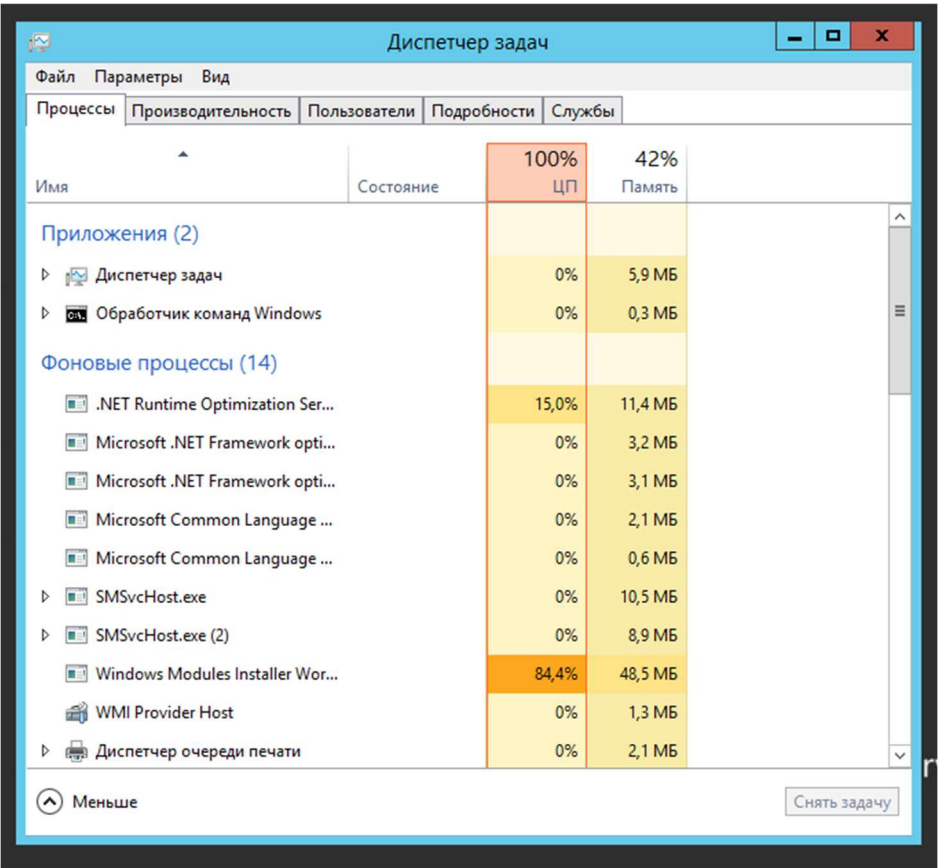 Диспетчер задач
Файл Параметры Вид
Процессы Производительность Пользователи Подробности Службы
100% 42%
Имя Состояние ЦП Память
Приложения (2)
Диспетчер задач 0% 5,9 МБ
Обработчик команд Windows 0% 0,3 МБ
Фоновые процессы (14)
.NET Runtime Optimization Ser... 15,0% 11,4 МБ
Microsoft .NET Framework opti... 0% 3,2 МБ
Microsoft .NET Framework opti... 0% 3,1 МБ
Microsoft Common Language ... 0% 2,1 МБ
Microsoft Common Language ... 0% 0,6 МБ
SMSvcHost.exe 0% 10,5 МБ
SMSvcHost.exe (2) 0% 8,9 МБ
Windows Modules Installer Wor... 84,4% 48,5 МБ
WMI Provider Host 0% 1,3 МБ
Диспетчер очереди печати 0% 2,1 МБ
Меньше Снять задачу